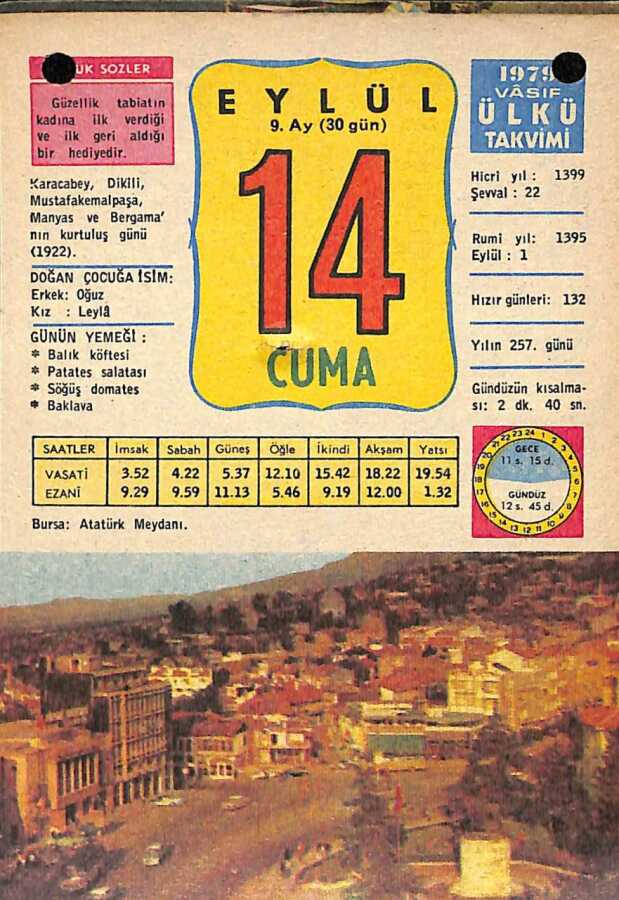 ÜK SOZLER
Güzellik tabiatın
kadına ilk verdiği
ve ilk geri aldığı
bir hediyedir.
Karacabey, Dikili,
Mustafakemalpaşa,
Manyas ve Bergama'
nın kurtuluş günü
(1922).
DOĞAN ÇOCUĞA İSİM:
Erkek: Oğuz
Kız : Leylâ
GÜNÜN YEMEĞİ :
* Balık köftesi
* Patates salatası
* Söğüş domates
* Baklava
EYLÜL
9. Ay (30 gün)
14
CUMA
1979
VÂSIF
ÜLKÜ
TAKVİMİ
Hicri yıl : 1399
Şevval : 22
Rumi yıl: 1395
Eylül : 1
Hızır günleri: 132
Yılın 257. günü
Gündüzün kısalma-
sı: 2 dk. 40 sn.
SAATLER İmsak Sabah Güneş Öğle İkindi Akşam Yatsı
VASATİ 3.52 4.22 5.37 12.10 15.42 18.22 19.54
EZANİ 9.29 9.59 11.13 5.46 9.19 12.00 1.32
GECE
11 s. 15 d.
GÜNDÜZ
12 s. 45 d.
Bursa: Atatürk Meydanı.